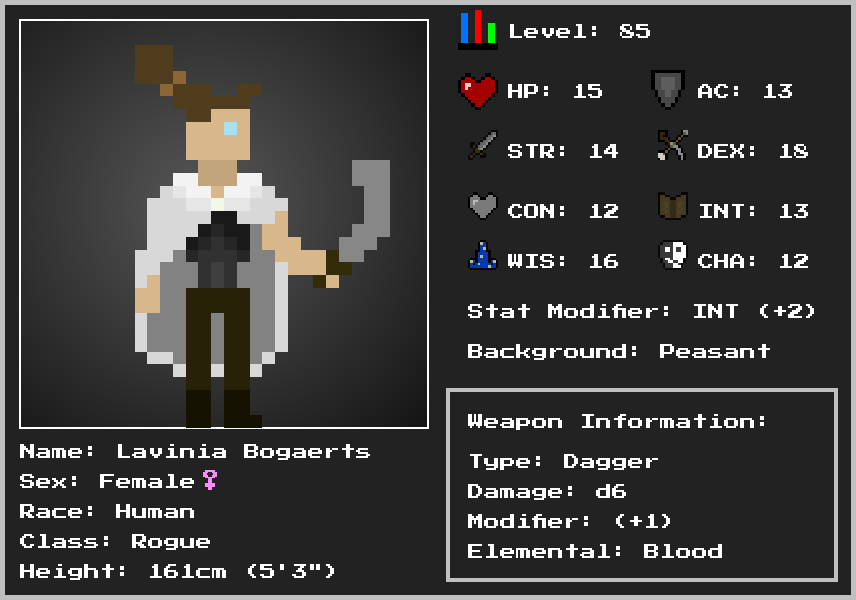 Level: 85
HP: 15
AC: 13
STR: 14
DEX: 18
CON: 12
INT: 13
WIS: 16
CHA: 12
Stat Modifier: INT (+2)
Background: Peasant
Name: Lavinia Bogaerts
Sex: Female♀
Race: Human
Class: Rogue
Height: 161cm (5'3")
Weapon Information:
Type: Dagger
Damage: d6
Modifier: (+1)
Elemental: Blood